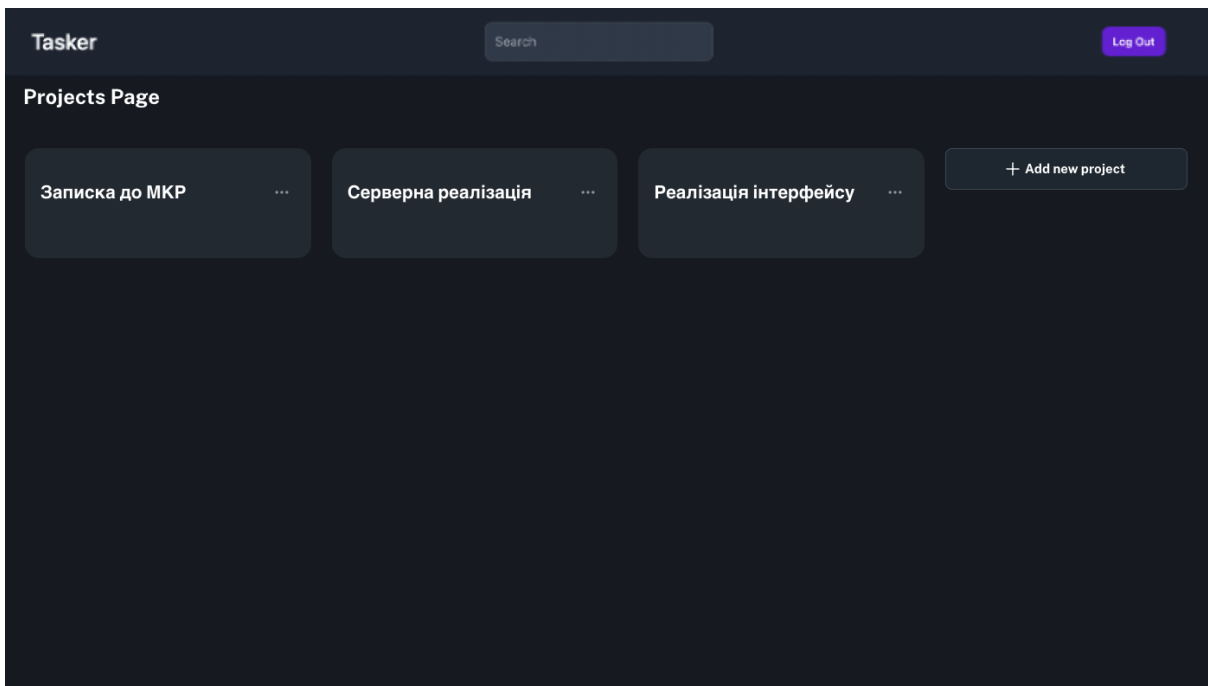 Tasker
Search
Log Out
Projects Page
Записка до МКР
Серверна реалізація
Реалізація інтерфейсу
Add new project